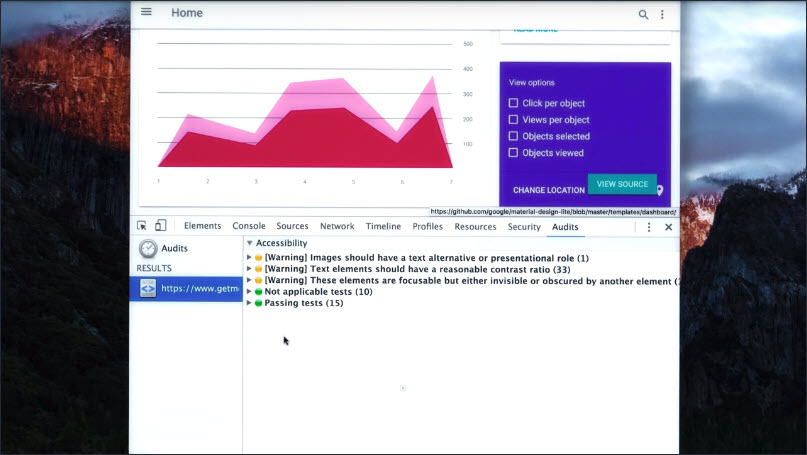 Home
READ MORE
500
400
300
200
100
1 2 3 4 5 6 7
View options
Click per object
Views per object
Objects selected
Objects viewed
CHANGE LOCATION
VIEW SOURCE
https://github.com/google/material-design-lite/blob/master/templates/dashboard/
Elements Console Sources Network Timeline Profiles Resources Security Audits
Audits
RESULTS
https://www.getm
Accessibility
[Warning] Images should have a text alternative or presentational role (1)
[Warning] Text elements should have a reasonable contrast ratio (33)
[Warning] These elements are focusable but either invisible or obscured by another element (
Not applicable tests (10)
Passing tests (15)